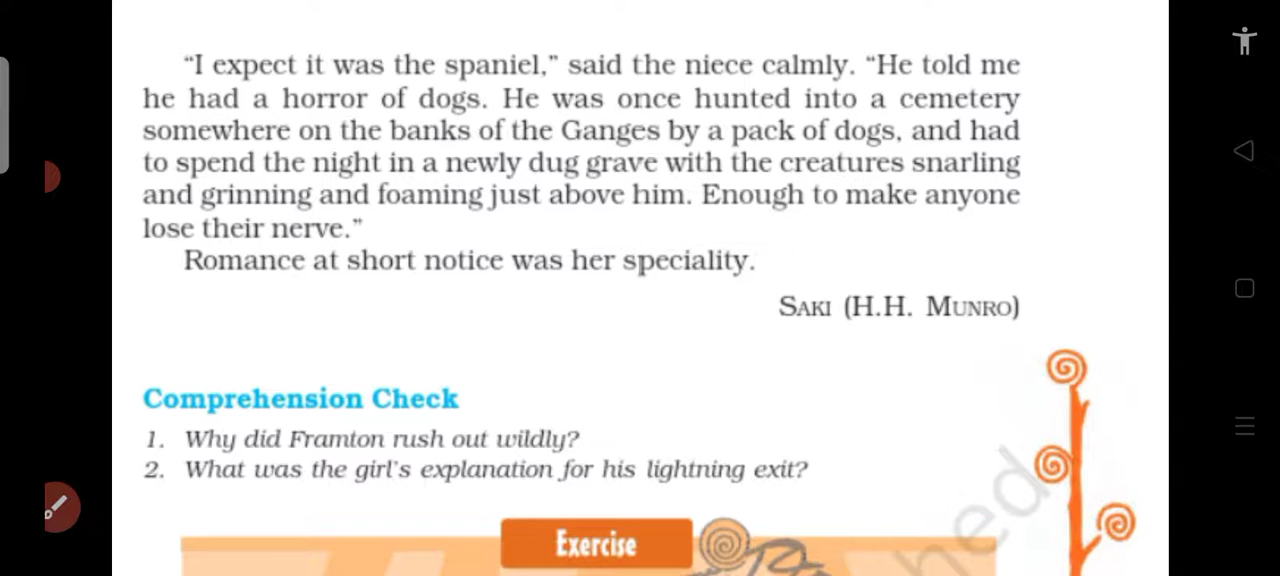 “I expect it was the spaniel,” said the niece calmly. “He told me
he had a horror of dogs. He was once hunted into a cemetery
somewhere on the banks of the Ganges by a pack of dogs, and had
to spend the night in a newly dug grave with the creatures snarling
and grinning and foaming just above him. Enough to make anyone
lose their nerve.”
Romance at short notice was her speciality.
SAKI (H.H. MUNRO)
Comprehension Check
1. Why did Framton rush out wildly?
2. What was the girl's explanation for his lightning exit?
hed
Exercise